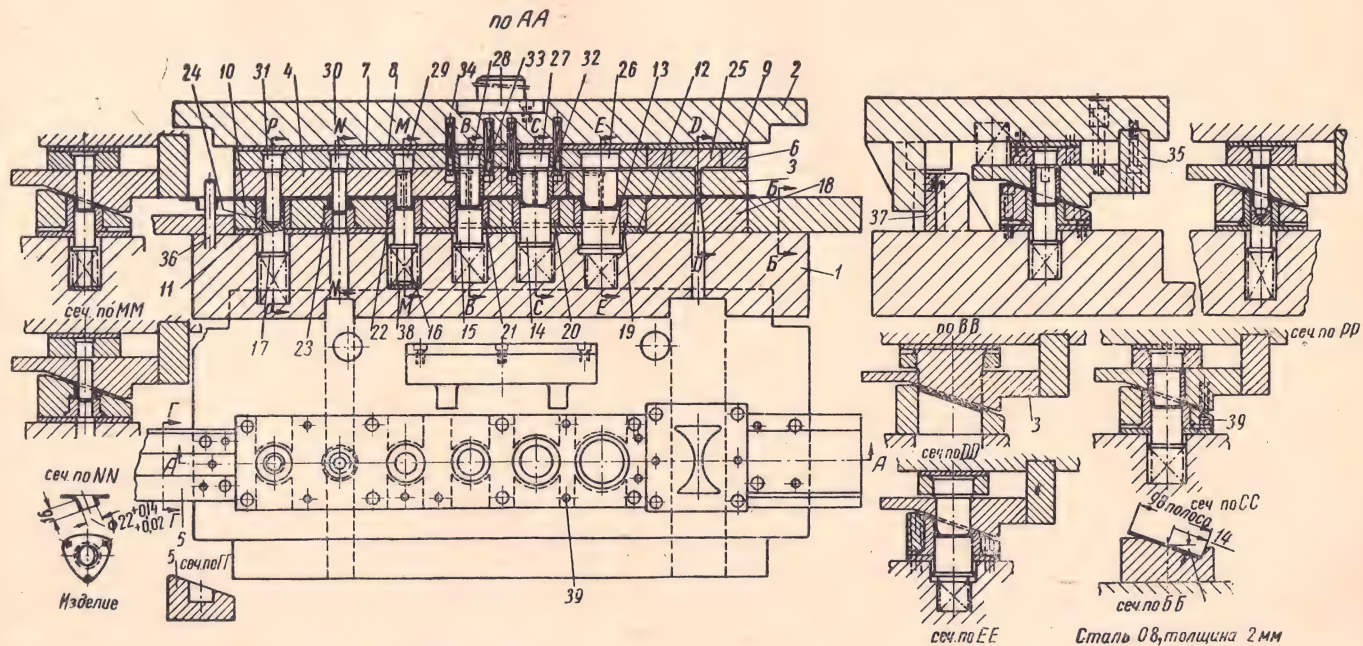 по АА
24 10 31 4 30 7 8 29 34 28 33 27 32 26 13 12 25 9 2
P N M B C E D
6
3
Б
18
35
37
36
11
1
D
Б
N M B C E
17 23 22 38 16 15 21 14 20 19
сеч. по ММ
по ВВ
сеч. по РР
3
39
Г
А
А
сеч. по NN
сеч. по DD
16
ф22 +0,14 +0,02
Г
6
5
сеч. по ГГ
Изделие
39
сеч. по СС
98 полоса
14
сеч. по ББ
сеч. по ЕЕ
Сталь 08, толщина 2 мм